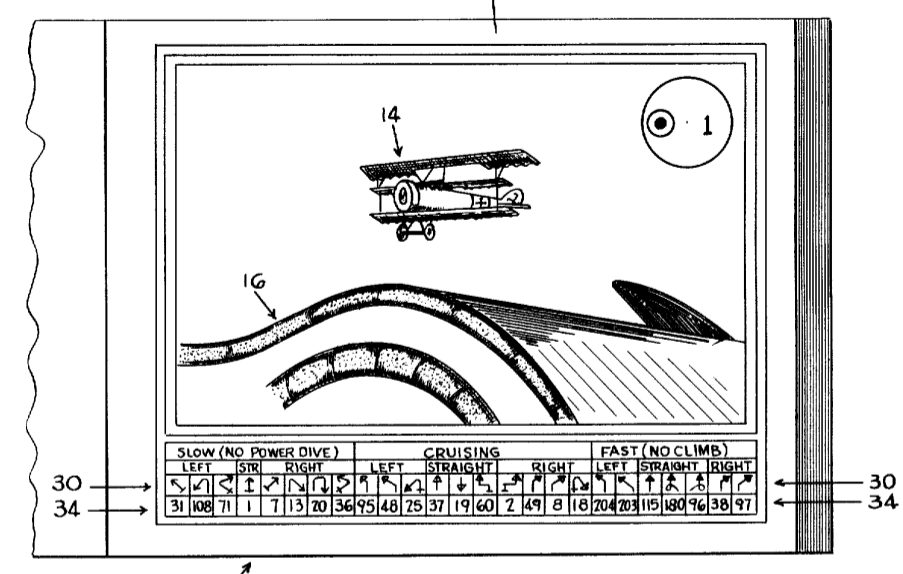 14
1
16
SLOW (NO POWER DIVE) CRUISING FAST (NO CLIMB)
LEFT STR RIGHT LEFT STRAIGHT RIGHT LEFT STRAIGHT RIGHT
30 30
34 31 108 71 1 7 13 20 36 95 48 25 37 19 60 2 49 8 18 204 203 115 180 96 38 97 34